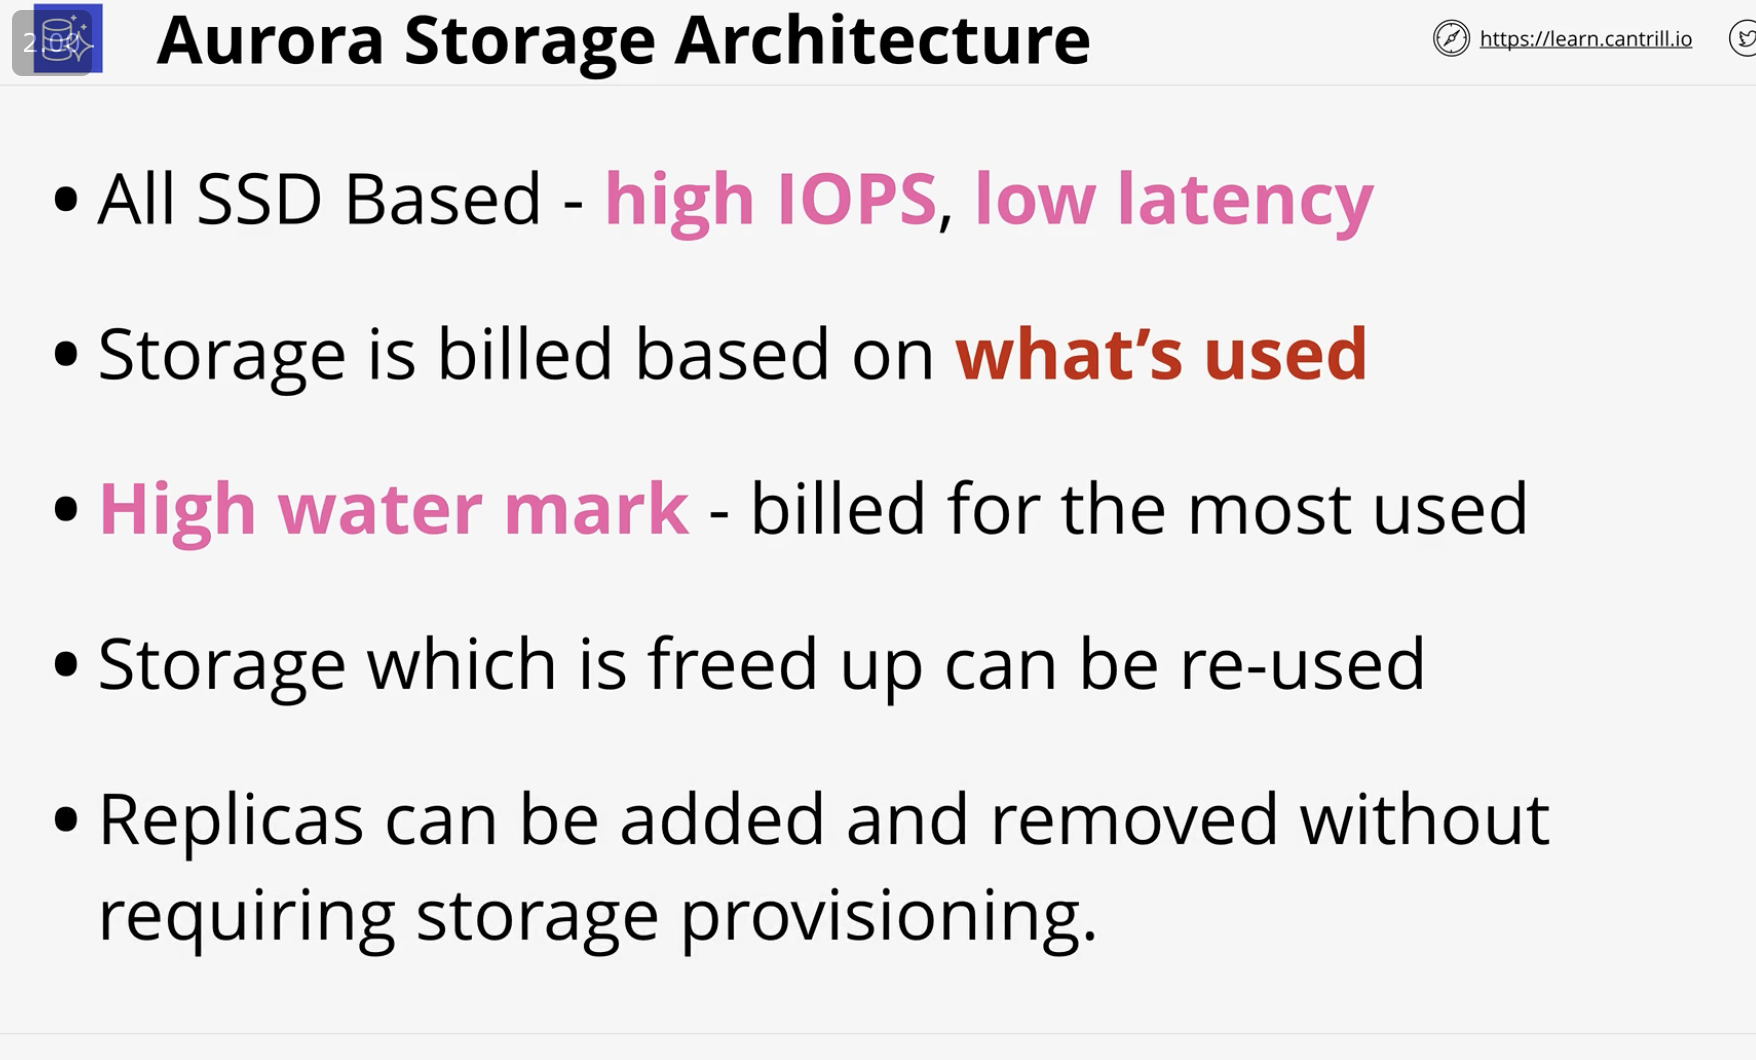 Aurora Storage Architecture
https://learn.cantrill.io
• All SSD Based - high IOPS, low latency
• Storage is billed based on what's used
• High water mark - billed for the most used
• Storage which is freed up can be re-used
• Replicas can be added and removed without
requiring storage provisioning.